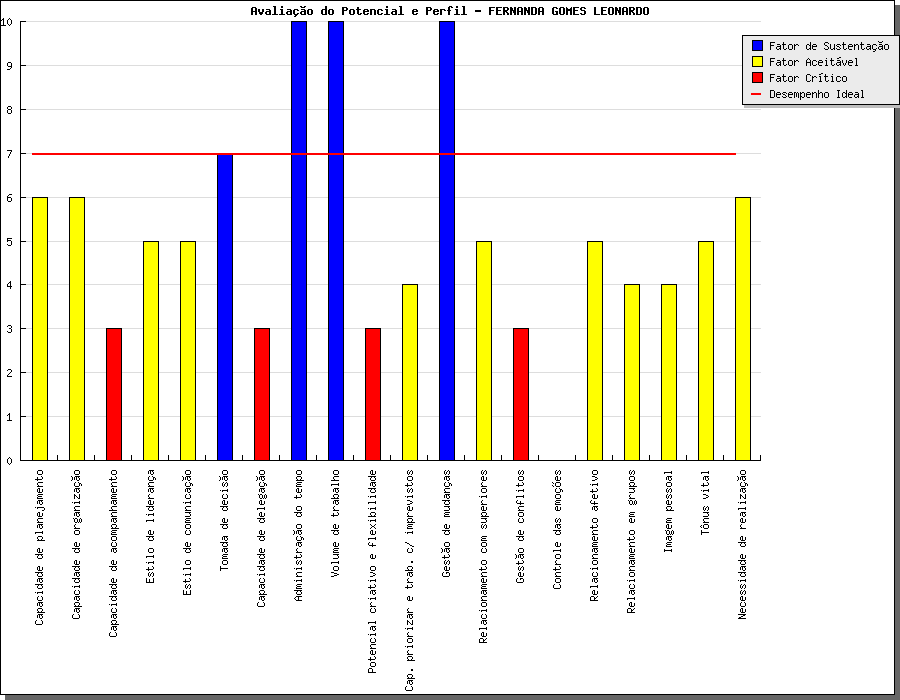 Avaliação do Potencial e Perfil - FERNANDA GOMES LEONARDO
Fator de Sustentação
Fator Aceitável
Fator Crítico
Desempenho Ideal
10
9
8
7
6
5
4
3
2
1
0
Capacidade de planejamento
Capacidade de organização
Capacidade de acompanhamento
Estilo de liderança
Estilo de comunicação
Tomada de decisão
Capacidade de delegação
Administração do tempo
Volume de trabalho
Potencial criativo e flexibilidade
Cap. priorizar e trab. c/ imprevistos
Gestão de mudanças
Relacionamento com superiores
Gestão de conflitos
Controle das emoções
Relacionamento afetivo
Relacionamento em grupos
Imagem pessoal
Tônus vital
Necessidade de realização